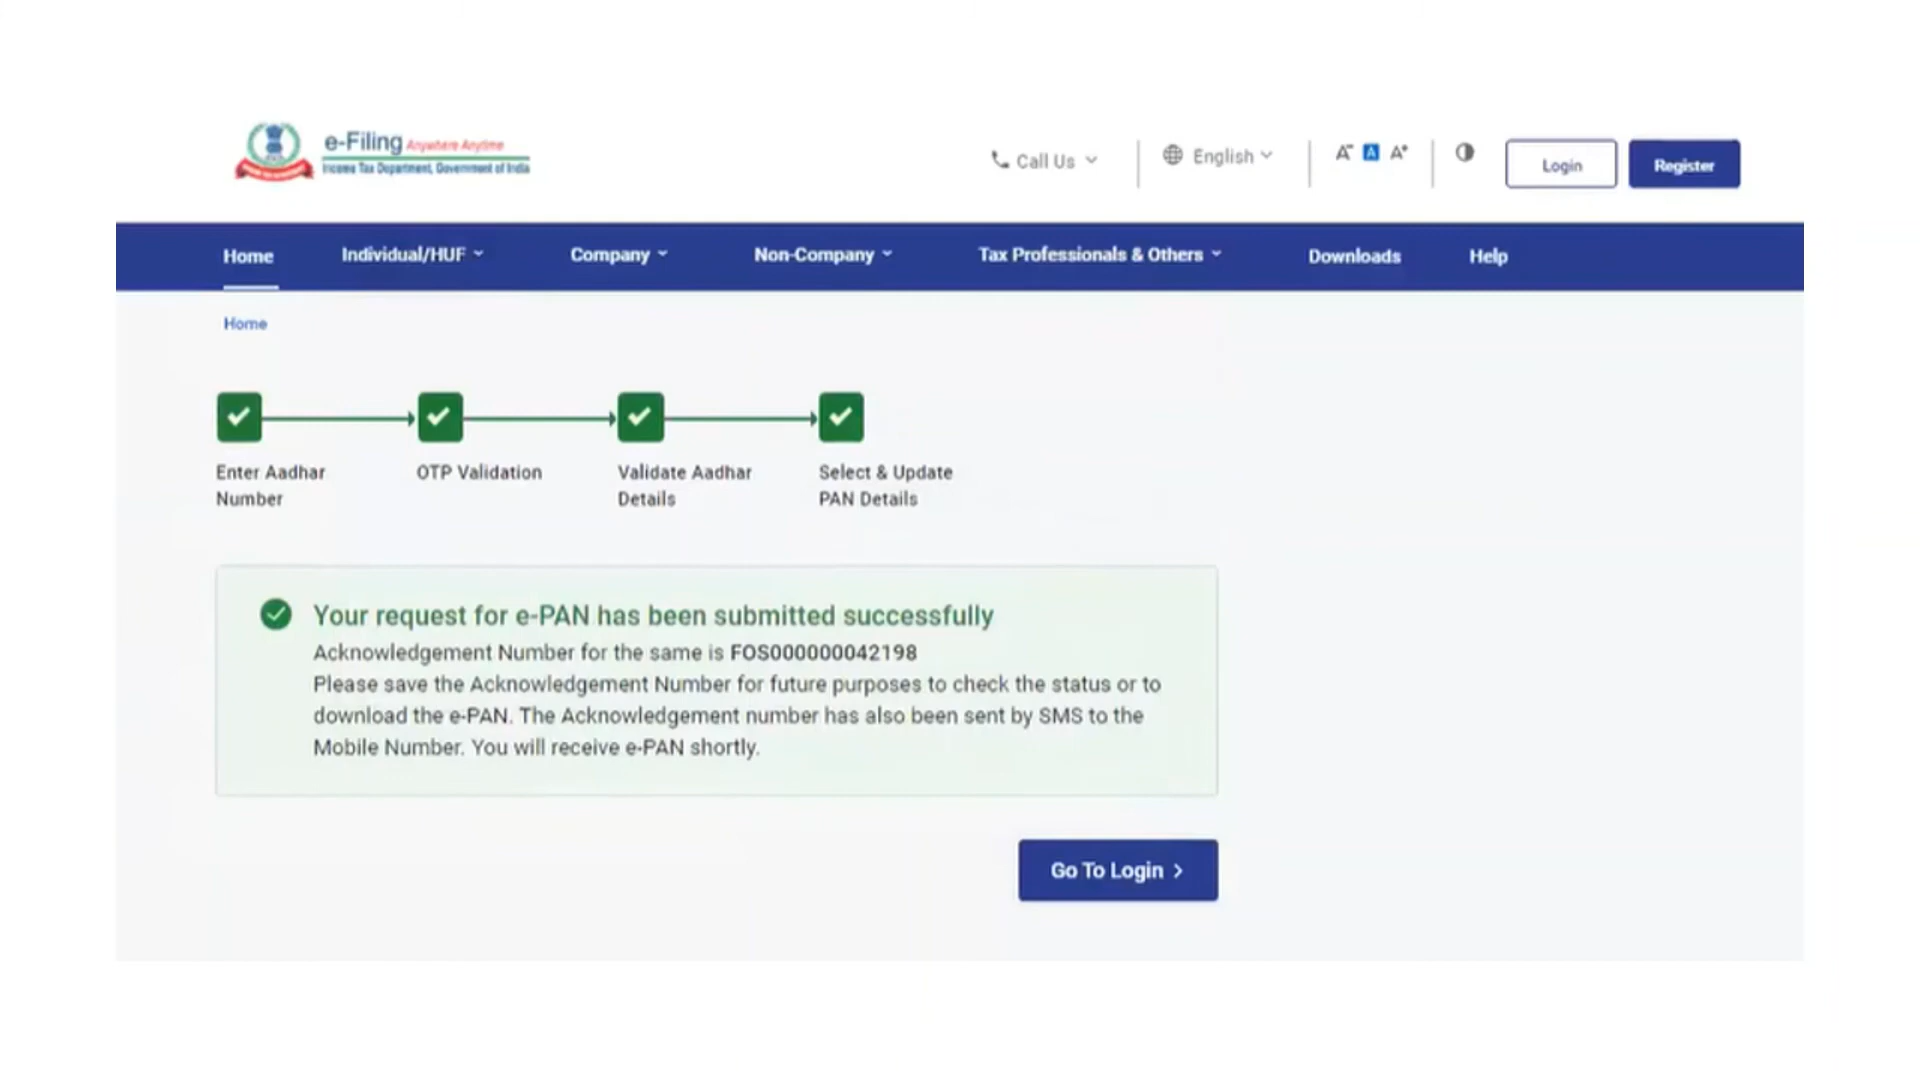 e-Filing Anywhere Anytime
Income Tax Department, Government of India
Call Us
English
A- A A+
Login
Register
Home
Individual/HUF
Company
Non-Company
Tax Professionals & Others
Downloads
Help
Home
Enter Aadhar
Number
OTP Validation
Validate Aadhar
Details
Select & Update
PAN Details
Your request for e-PAN has been submitted successfully
Acknowledgement Number for the same is FOS000000042198
Please save the Acknowledgement Number for future purposes to check the status or to
download the e-PAN. The Acknowledgement number has also been sent by SMS to the
Mobile Number. You will receive e-PAN shortly.
Go To Login